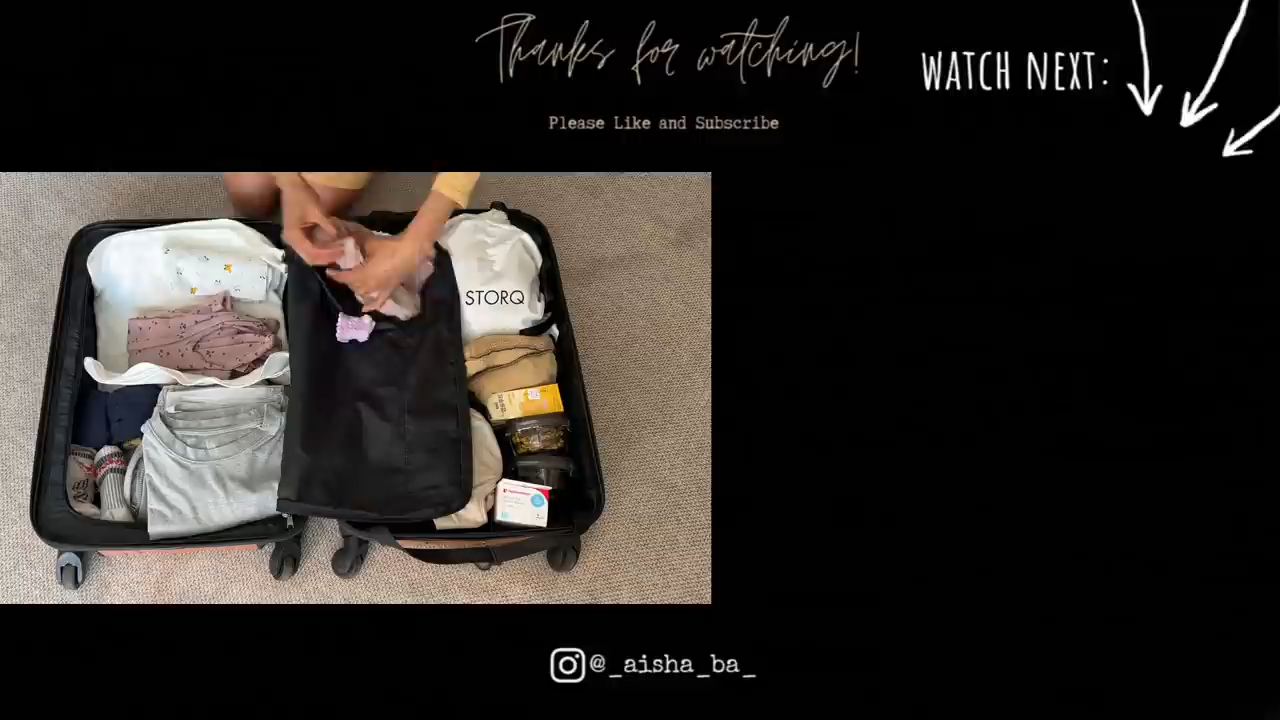 Thanks for watching!
Please Like and Subscribe
WATCH NEXT:
STORQ
@_aisha_ba_